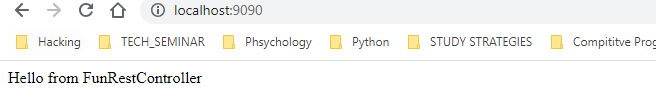 localhost:9090
Hacking TECH_SEMINAR Phsychology Python STUDY STRATEGIES Compititve Prog
Hello from FunRestController